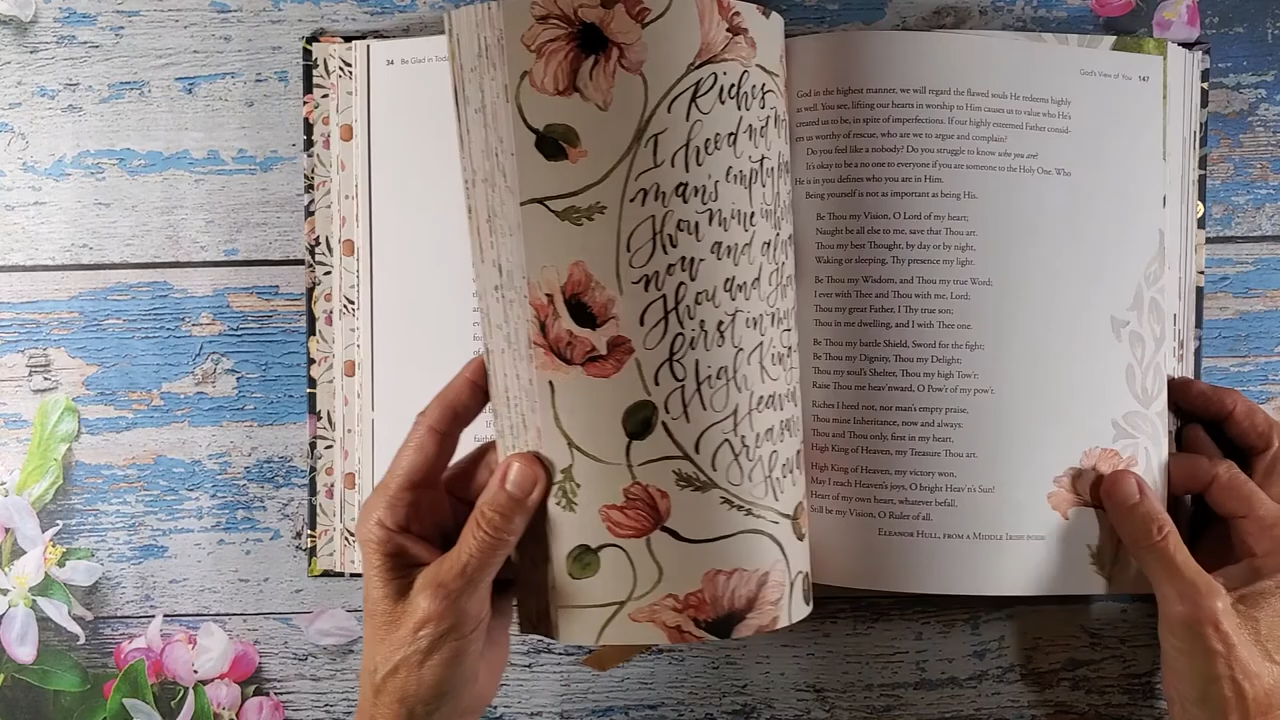 34 Be Glad in Toda
Riches
I heed not n
man's empty
Thou mine inh
now and alw
Thou and Th
first in my
High King
Heaven
Treasure
Thou
God's View of You 147
God in the highest manner, we will regard the flawed souls He redeems highly
as well. You see, lifting our hearts in worship to Him causes us to value who He's
created us to be, in spite of imperfections. If our highly esteemed Father consid-
ers us worthy of rescue, who are we to argue and complain?
Do you feel like a nobody? Do you struggle to know who you are?
It's okay to be a no one to everyone if you are someone to the Holy One. Who
He is in you defines who you are in Him.
Being yourself is not as important as being His.
Be Thou my Vision, O Lord of my heart;
Naught be all else to me, save that Thou art.
Thou my best Thought, by day or by night,
Waking or sleeping, Thy presence my light.
Be Thou my Wisdom, and Thou my true Word;
I ever with Thee and Thou with me, Lord;
Thou my great Father, I Thy true son;
Thou in me dwelling, and I with Thee one.
Be Thou my battle Shield, Sword for the fight;
Be Thou my Dignity, Thou my Delight;
Thou my soul's Shelter, Thou my high Tow'r:
Raise Thou me heav'nward, O Pow'r of my pow'r.
Riches I heed not, nor man's empty praise,
Thou mine Inheritance, now and always:
Thou and Thou only, first in my heart,
High King of Heaven, my Treasure Thou art.
High King of Heaven, my victory won,
May I reach Heaven's joys, O bright Heav'n's Sun!
Heart of my own heart, whatever befall,
Still be my Vision, O Ruler of all.
Eleanor Hull, from a Middle Irish poem